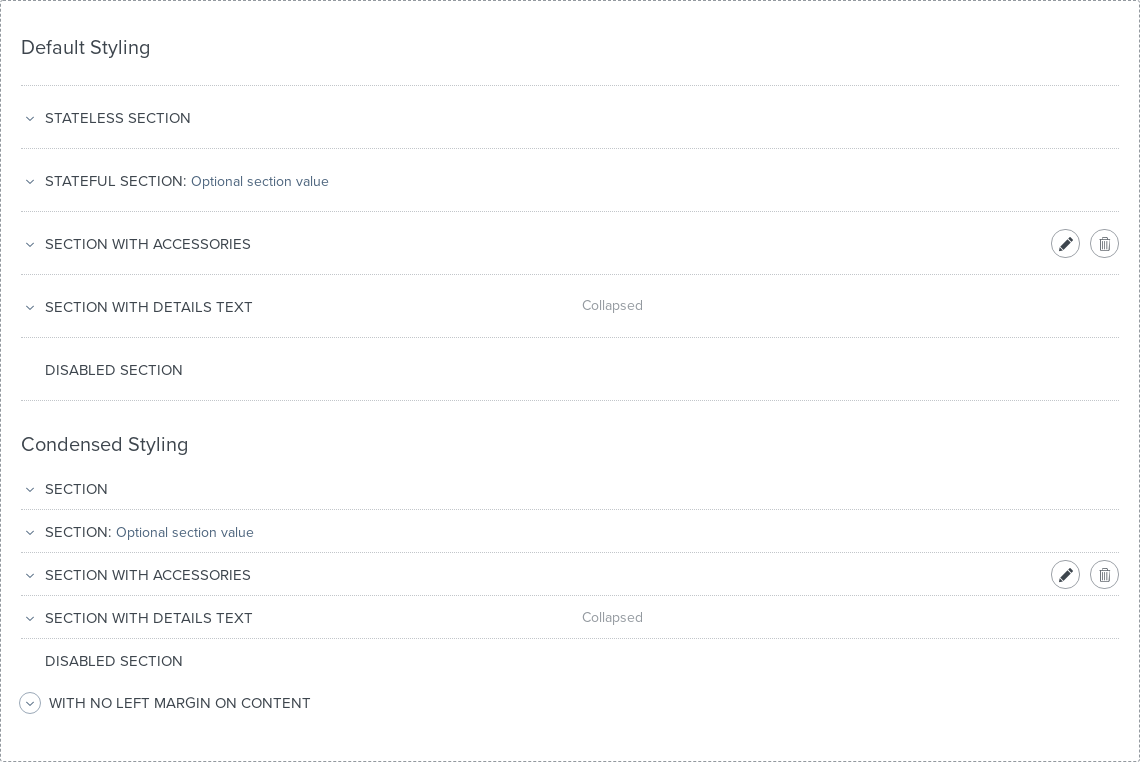 Default Styling
STATELESS SECTION
STATEFUL SECTION: Optional section value
SECTION WITH ACCESSORIES
SECTION WITH DETAILS TEXT Collapsed
DISABLED SECTION
Condensed Styling
SECTION
SECTION: Optional section value
SECTION WITH ACCESSORIES
SECTION WITH DETAILS TEXT Collapsed
DISABLED SECTION
WITH NO LEFT MARGIN ON CONTENT